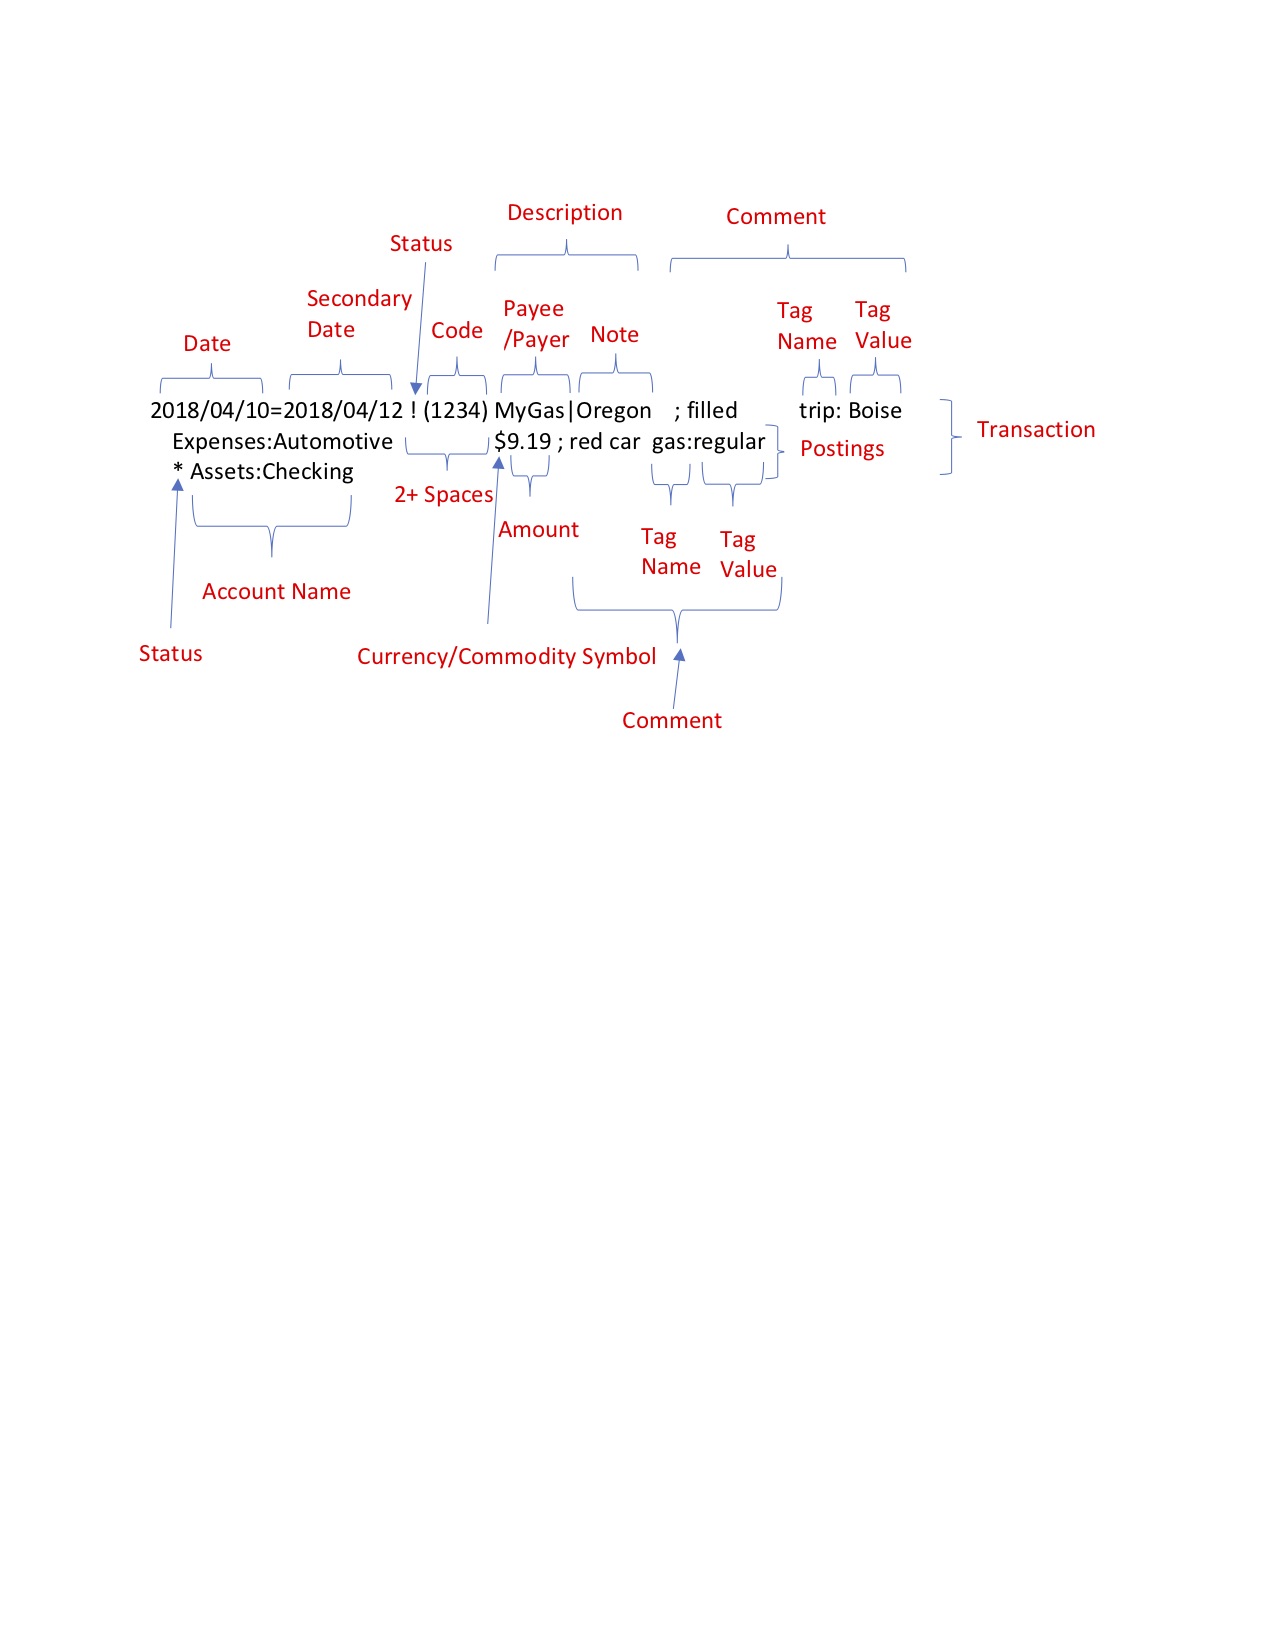 Description
Comment
Status
Secondary
Date
Payee
/Payer
Note
Tag
Name
Tag
Value
Date
Code
2018/04/10=2018/04/12 ! (1234) MyGas|Oregon ; filled trip: Boise
Expenses:Automotive $9.19 ; red car gas:regular
* Assets:Checking
Transaction
Postings
2+ Spaces
Amount
Tag
Name
Tag
Value
Account Name
Status
Currency/Commodity Symbol
Comment